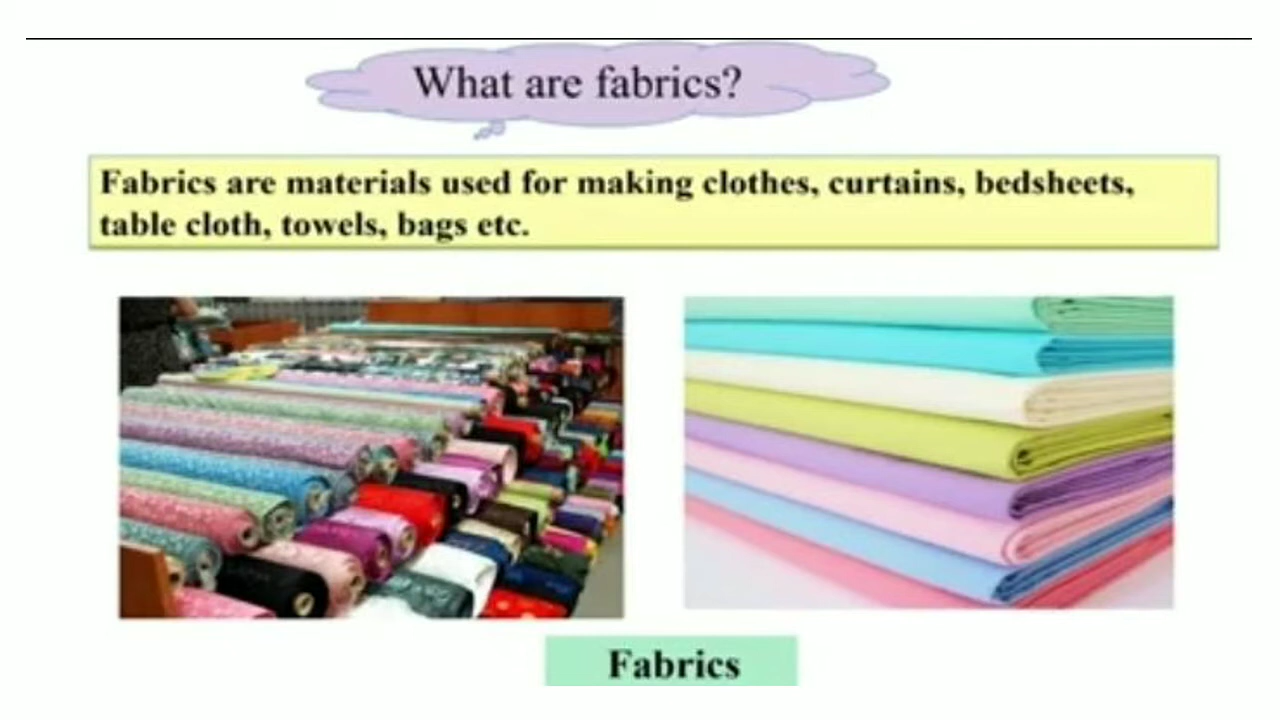 What are fabrics?
Fabrics are materials used for making clothes, curtains, bedsheets,
table cloth, towels, bags etc.
Fabrics